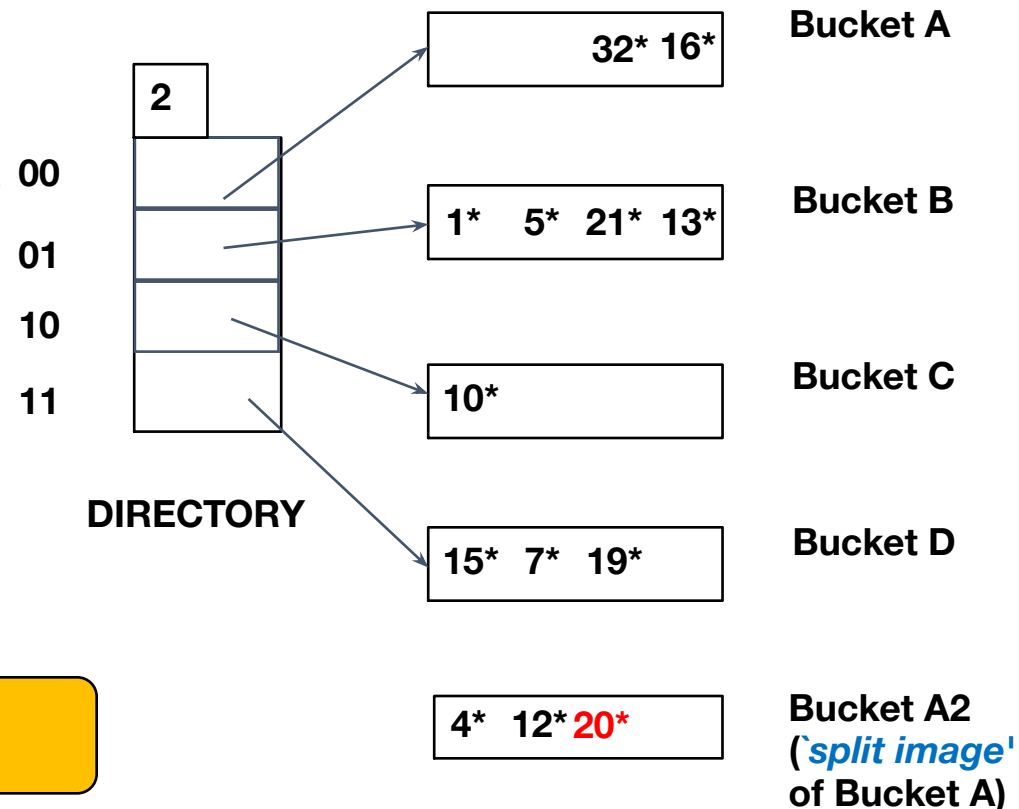 32* 16*
Bucket A
2
00
01
10
11
1* 5* 21* 13*
Bucket B
10*
Bucket C
DIRECTORY
15* 7* 19*
Bucket D
4* 12* 20*
Bucket A2
(`split image'
of Bucket A)